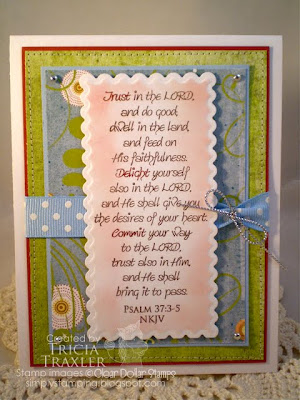 Trust in the LORD,
and do good,
dwell in the land,
and feed on
His faithfulness.
Delight yourself
also in the LORD,
and He shall give you
the desires of your heart.
Commit your way
to the LORD,
trust also in Him,
and He shall
bring it to pass.
PSALM 37:3-5
NKJV
Created by
TRICIA
TRAXLER
Stamp images © Oscar Dollar Stamps
simplystamping.blogspot.com